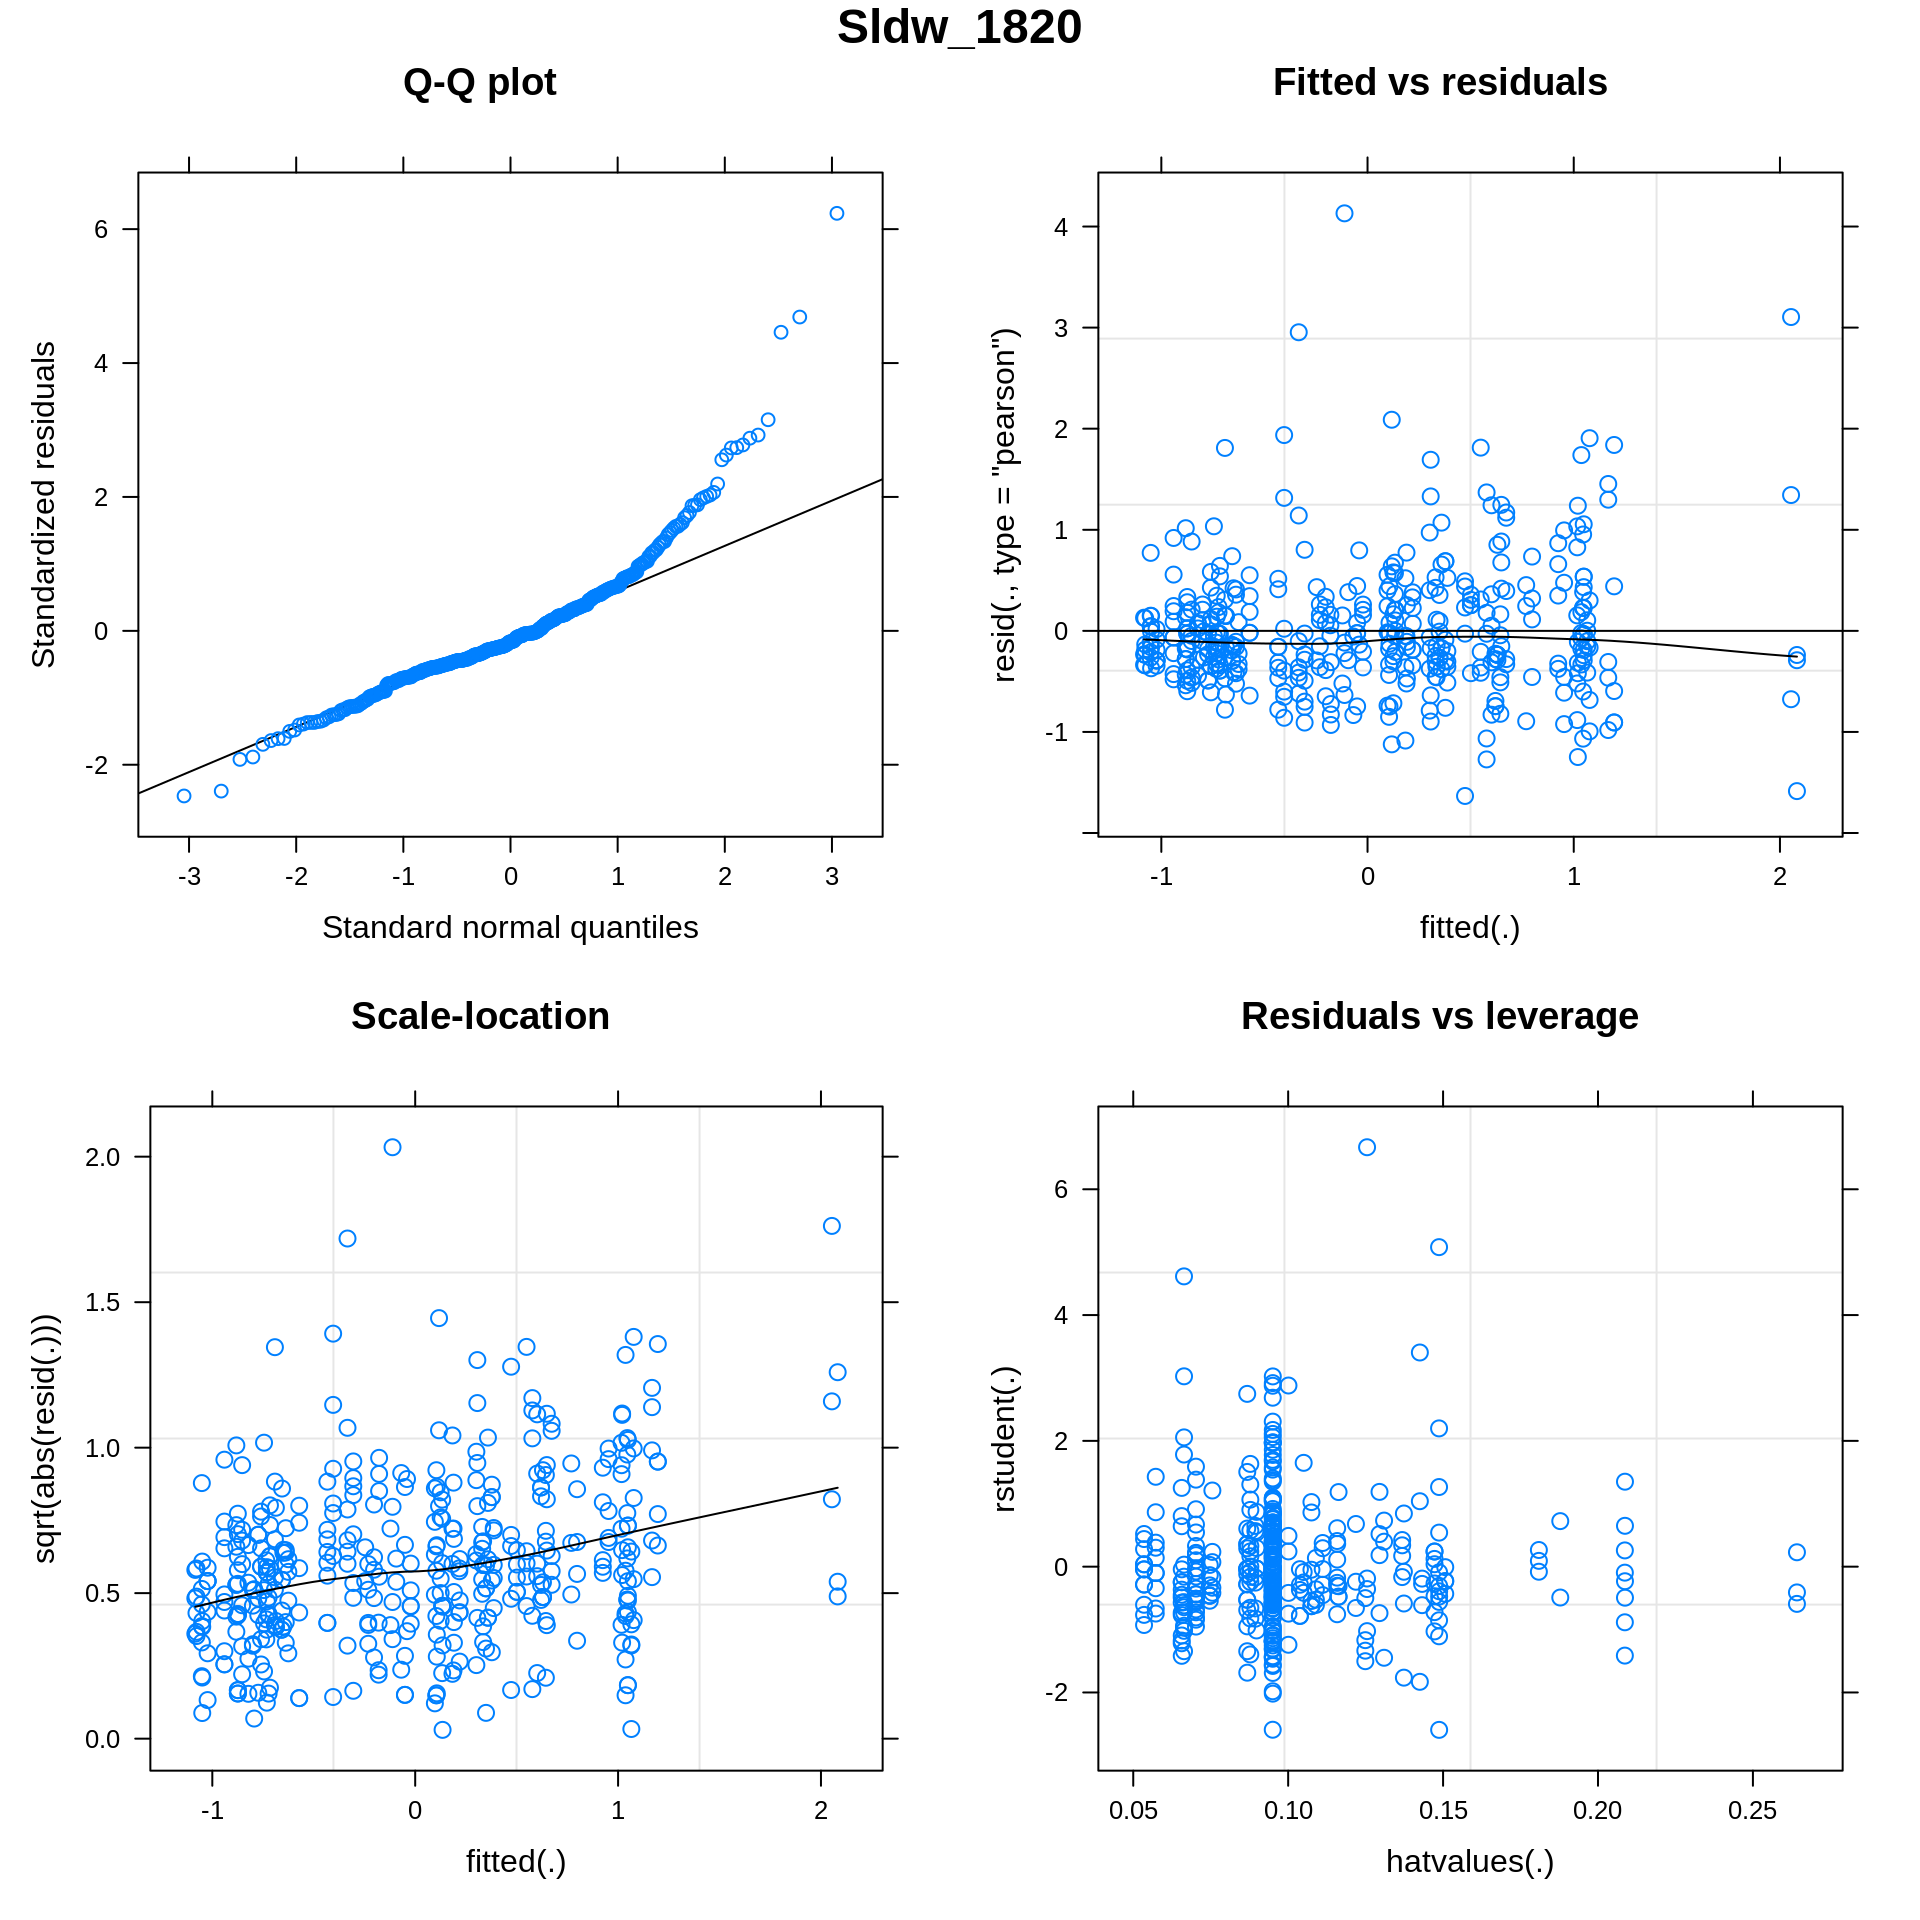 Sldw_1820
Q-Q plot
Standardized residuals
6
4
2
0
-2
-3 -2 -1 0 1 2 3
Standard normal quantiles
Fitted vs residuals
resid(., type = "pearson")
4
3
2
1
0
-1
-1 0 1 2
fitted(.)
Scale-location
sqrt(abs(resid(.)))
2.0
1.5
1.0
0.5
0.0
-1 0 1 2
fitted(.)
Residuals vs leverage
rstudent(.)
6
4
2
0
-2
0.05 0.10 0.15 0.20 0.25
hatvalues(.)